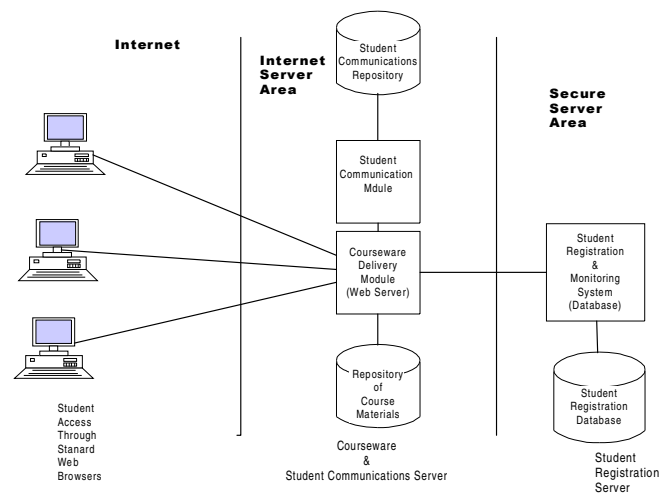 Internet
Internet
Server
Area
Student
Communications
Repository
Secure
Server
Area
Student
Communication
Mdule
Courseware
Delivery
Module
(Web Server)
Student
Registration
&
Monitoring
System
(Database)
Repository
of
Course
Materials
Student
Registration
Database
Student
Access
Through
Stanard
Web
Browsers
Courseware
&
Student Communications Server
Student
Registration
Server